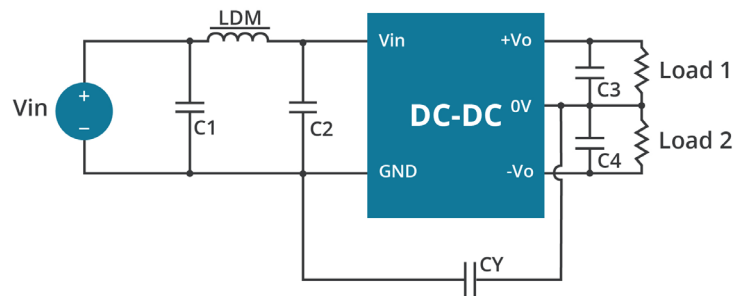 LDM
Vin
+
−
C1
C2
Vin
GND
DC-DC
+Vo
0V
-Vo
C3
C4
Load 1
Load 2
CY